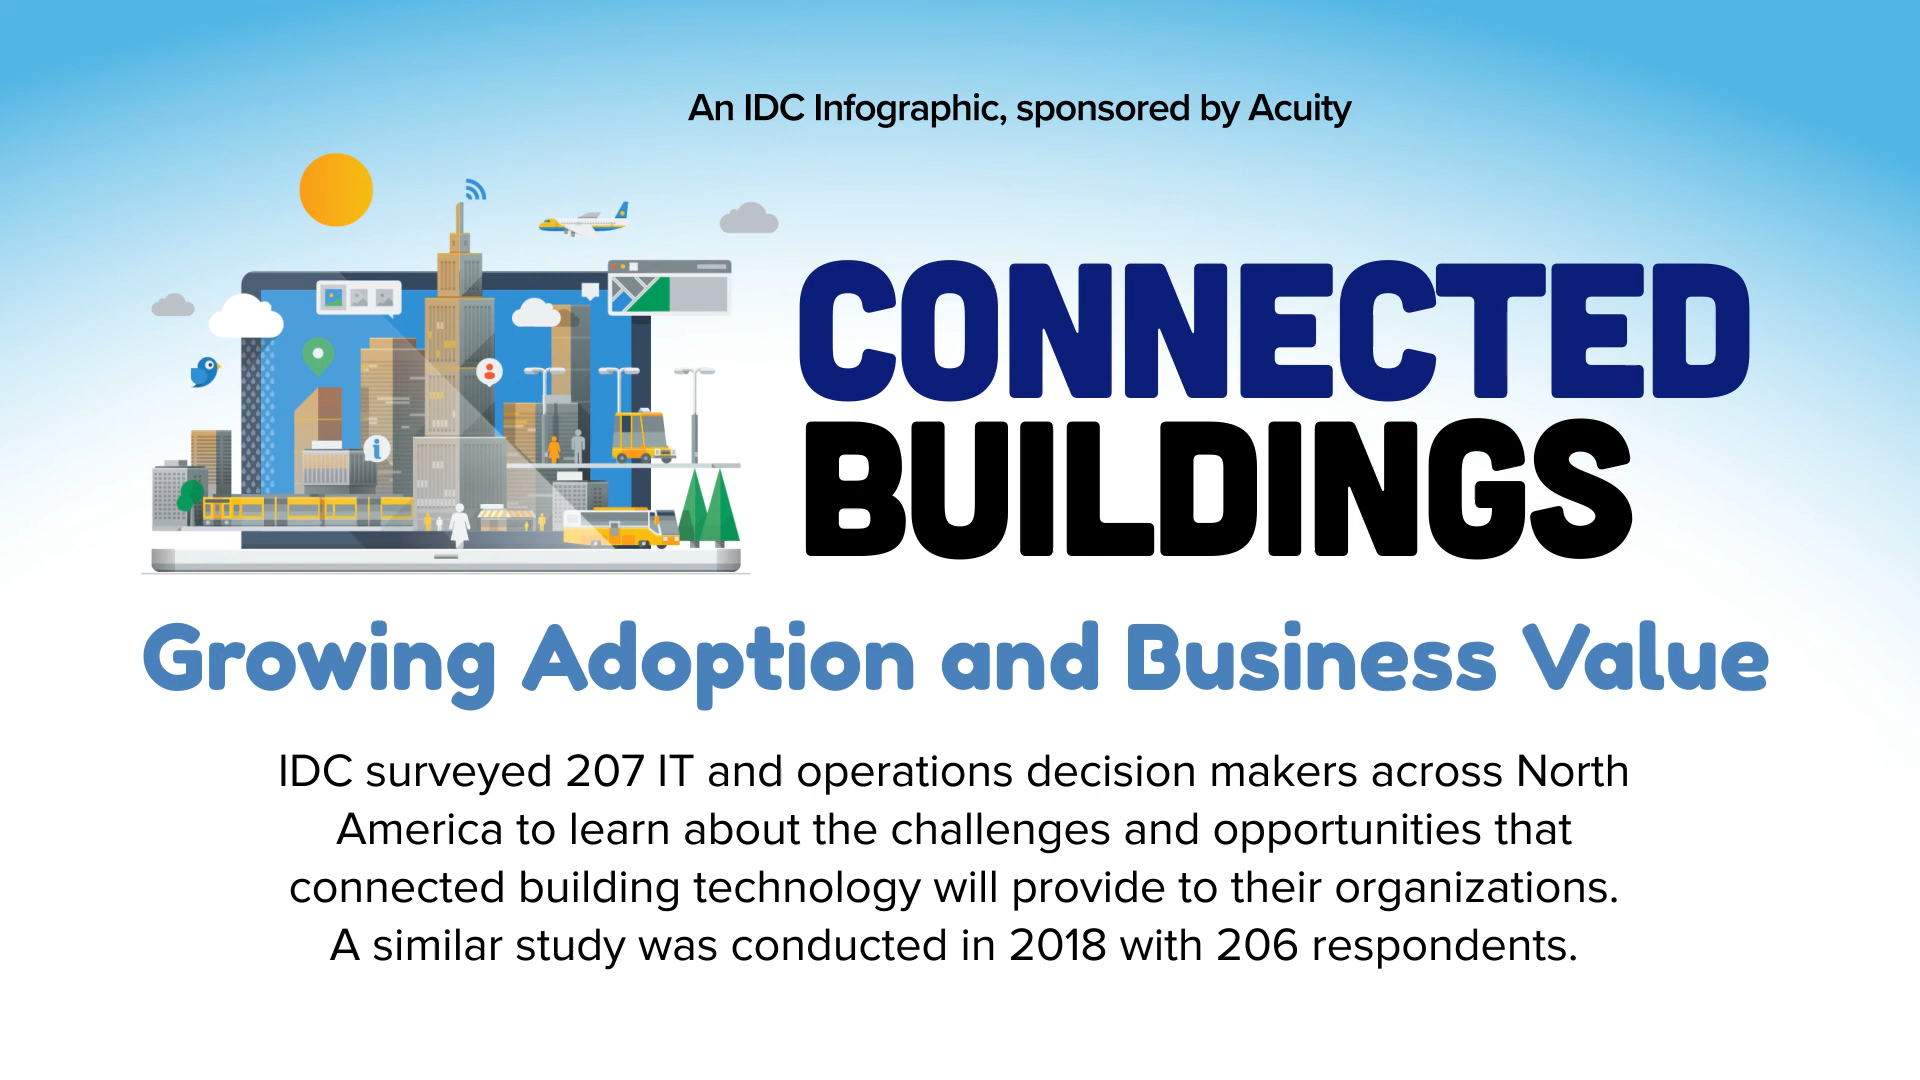 An IDC Infographic, sponsored by Acuity
CONNECTED
BUILDINGS
Growing Adoption and Business Value
IDC surveyed 207 IT and operations decision makers across North
America to learn about the challenges and opportunities that
connected building technology will provide to their organizations.
A similar study was conducted in 2018 with 206 respondents.